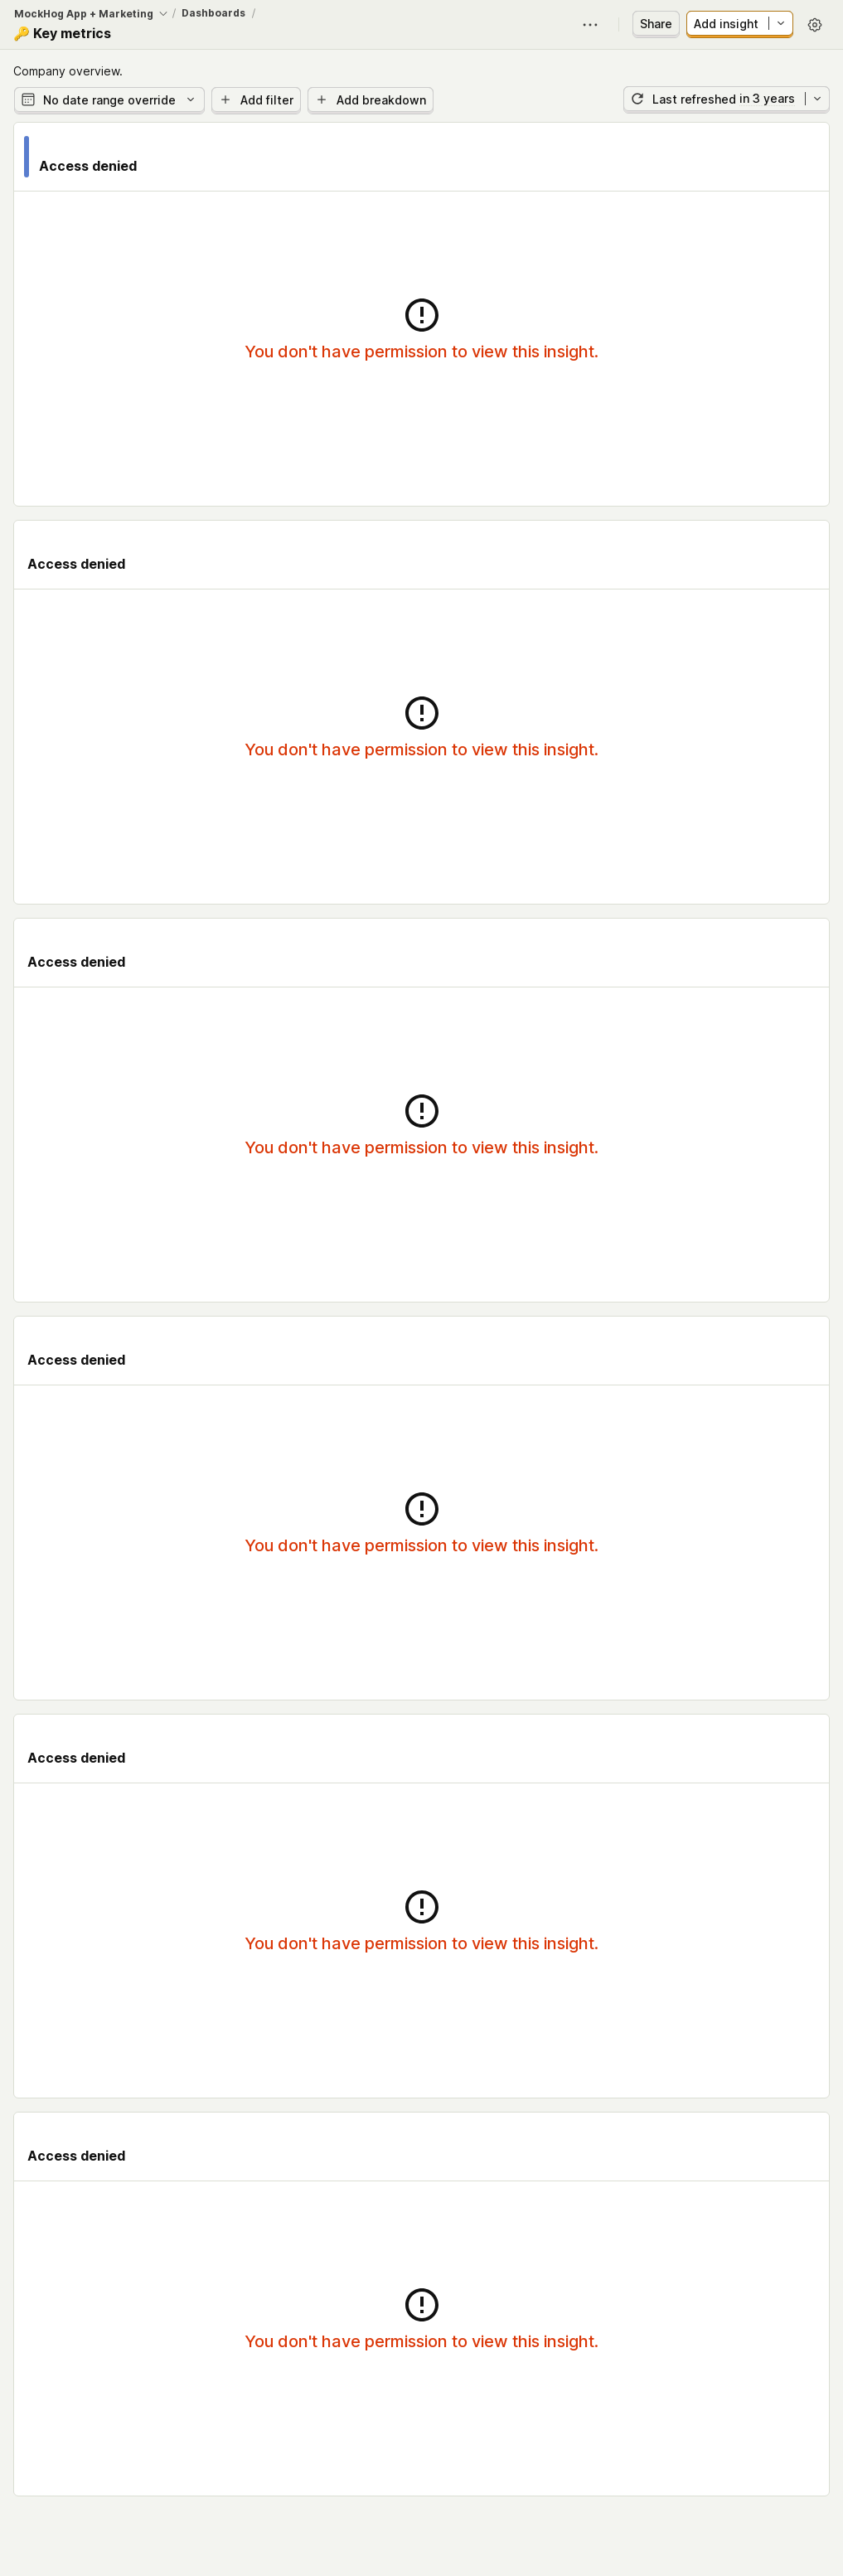 MockHog App + Marketing / Dashboards /
🔑 Key metrics
Share
Add insight
Company overview.
No date range override
Add filter
Add breakdown
Last refreshed in 3 years
Access denied
You don't have permission to view this insight.
Access denied
You don't have permission to view this insight.
Access denied
You don't have permission to view this insight.
Access denied
You don't have permission to view this insight.
Access denied
You don't have permission to view this insight.
Access denied
You don't have permission to view this insight.